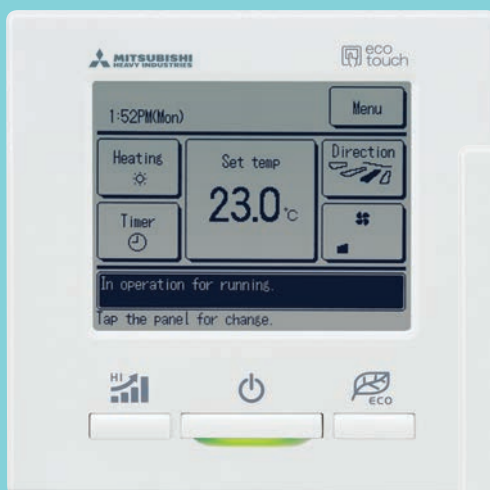 MITSUBISHI
HEAVY INDUSTRIES
eco
touch
1:52PM(Mon)
Menu
Heating
Set temp
Direction
23.0℃
Timer
In operation for running.
Tap the panel for change.
HI
ECO